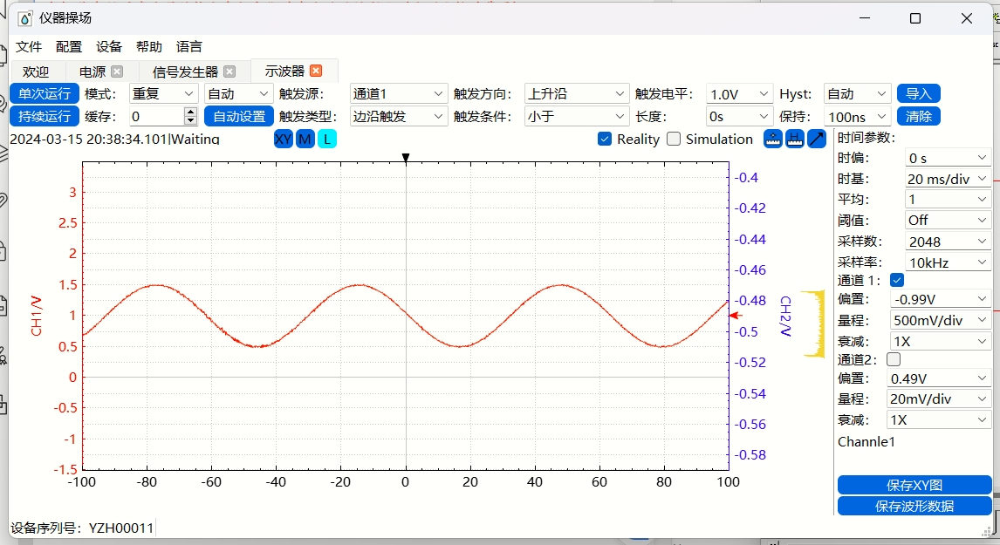 仪器操场
文件 配置 设备 帮助 语言
欢迎 电源 信号发生器 示波器
单次运行 模式： 重复 自动 触发源： 通道1 触发方向： 上升沿 触发电平： 1.0V Hyst: 自动 导入
持续运行 缓存： 0 自动设置 触发类型： 边沿触发 触发条件： 小于 长度： 0s 保持： 100ns 清除
2024-03-15 20:38:34.101|Waiting XY M L Reality Simulation H
时间参数：
时偏： 0 s
时基： 20 ms/div
平均： 1
阈值： Off
采样数： 2048
采样率： 10kHz
通道 1：
偏置： -0.99V
量程： 500mV/div
衰减： 1X
通道2：
偏置： 0.49V
量程： 20mV/div
衰减： 1X
Channle1
保存XY图
保存波形数据
CH1/V
3
2.5
2
1.5
1
0.5
0
-0.5
-1
-1.5
-100 -80 -60 -40 -20 0 20 40 60 80 100
-0.4
-0.42
-0.44
-0.46
-0.48
-0.5
-0.52
-0.54
-0.56
-0.58
CH2/V
设备序列号： YZH00011